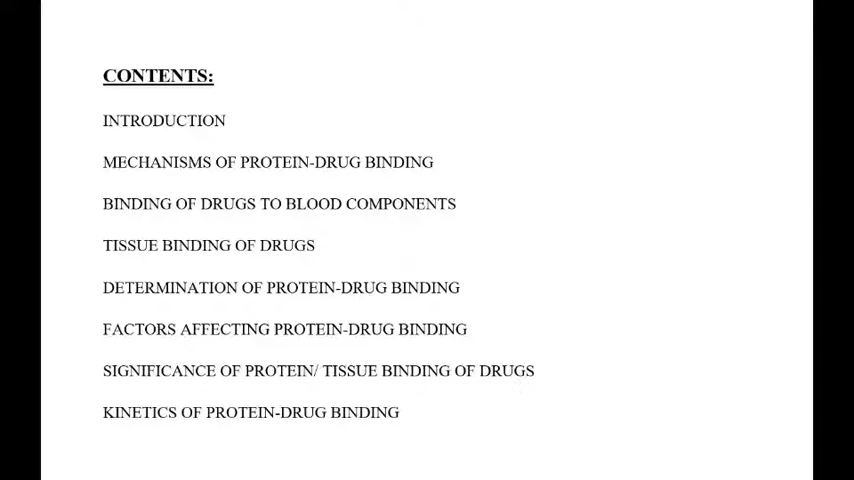 CONTENTS:
INTRODUCTION
MECHANISMS OF PROTEIN-DRUG BINDING
BINDING OF DRUGS TO BLOOD COMPONENTS
TISSUE BINDING OF DRUGS
DETERMINATION OF PROTEIN-DRUG BINDING
FACTORS AFFECTING PROTEIN-DRUG BINDING
SIGNIFICANCE OF PROTEIN/ TISSUE BINDING OF DRUGS
KINETICS OF PROTEIN-DRUG BINDING